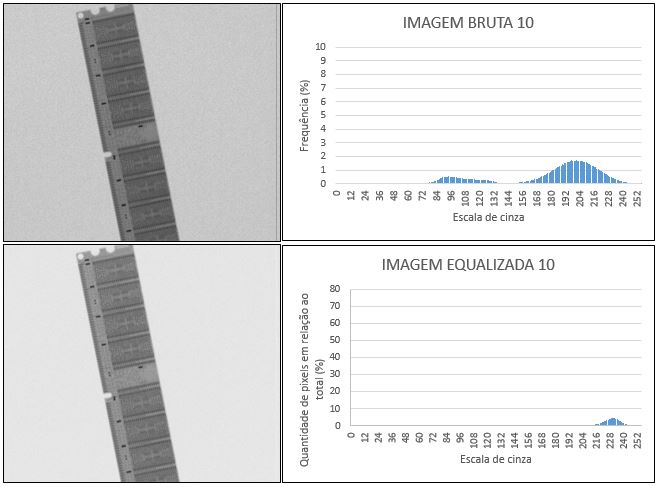 IMAGEM BRUTA 10
Frequência (%)
10
9
8
7
6
5
4
3
2
1
0
0 12 24 36 48 60 72 84 96 108 120 132 144 156 168 180 192 204 216 228 240 252
Escala de cinza
IMAGEM EQUALIZADA 10
Quantidade de pixels em relação ao
total (%)
80
70
60
50
40
30
20
10
0
0 12 24 36 48 60 72 84 96 108 120 132 144 156 168 180 192 204 216 228 240 252
Escala de cinza